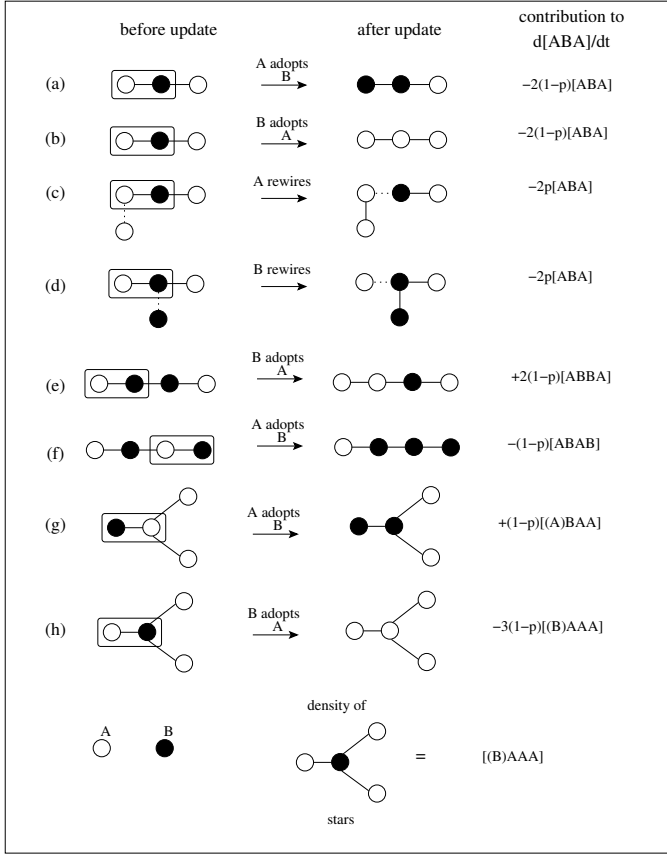 before update
after update
contribution to
d[ABA]/dt
(a)
A adopts
B
−2(1−p)[ABA]
(b)
B adopts
A
−2(1−p)[ABA]
(c)
A rewires
−2p[ABA]
(d)
B rewires
−2p[ABA]
(e)
B adopts
A
+2(1−p)[ABBA]
(f)
A adopts
B
−(1−p)[ABAB]
(g)
A adopts
B
+(1−p)[(A)BAA]
(h)
B adopts
A
−3(1−p)[(B)AAA]
A
B
density of
=
[(B)AAA]
stars